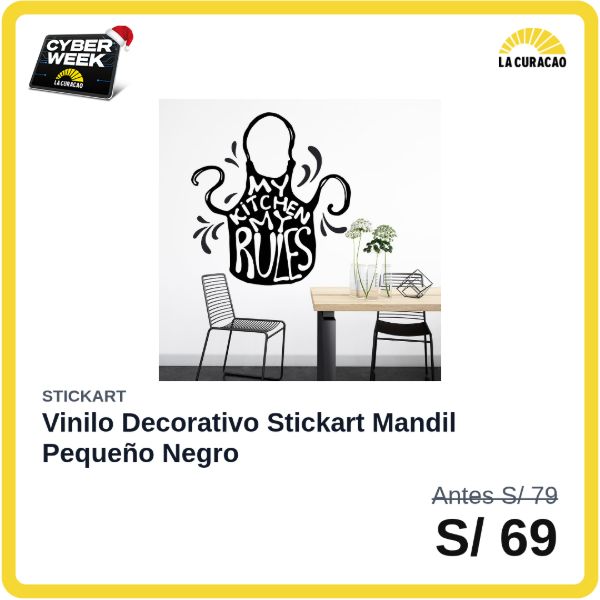 CYBER
WEEK
LA CURACAO
LA CURACAO
MY
KITCHEN
MY
RULES
STICKART
Vinilo Decorativo Stickart Mandil
Pequeño Negro
Antes S/ 79
S/ 69